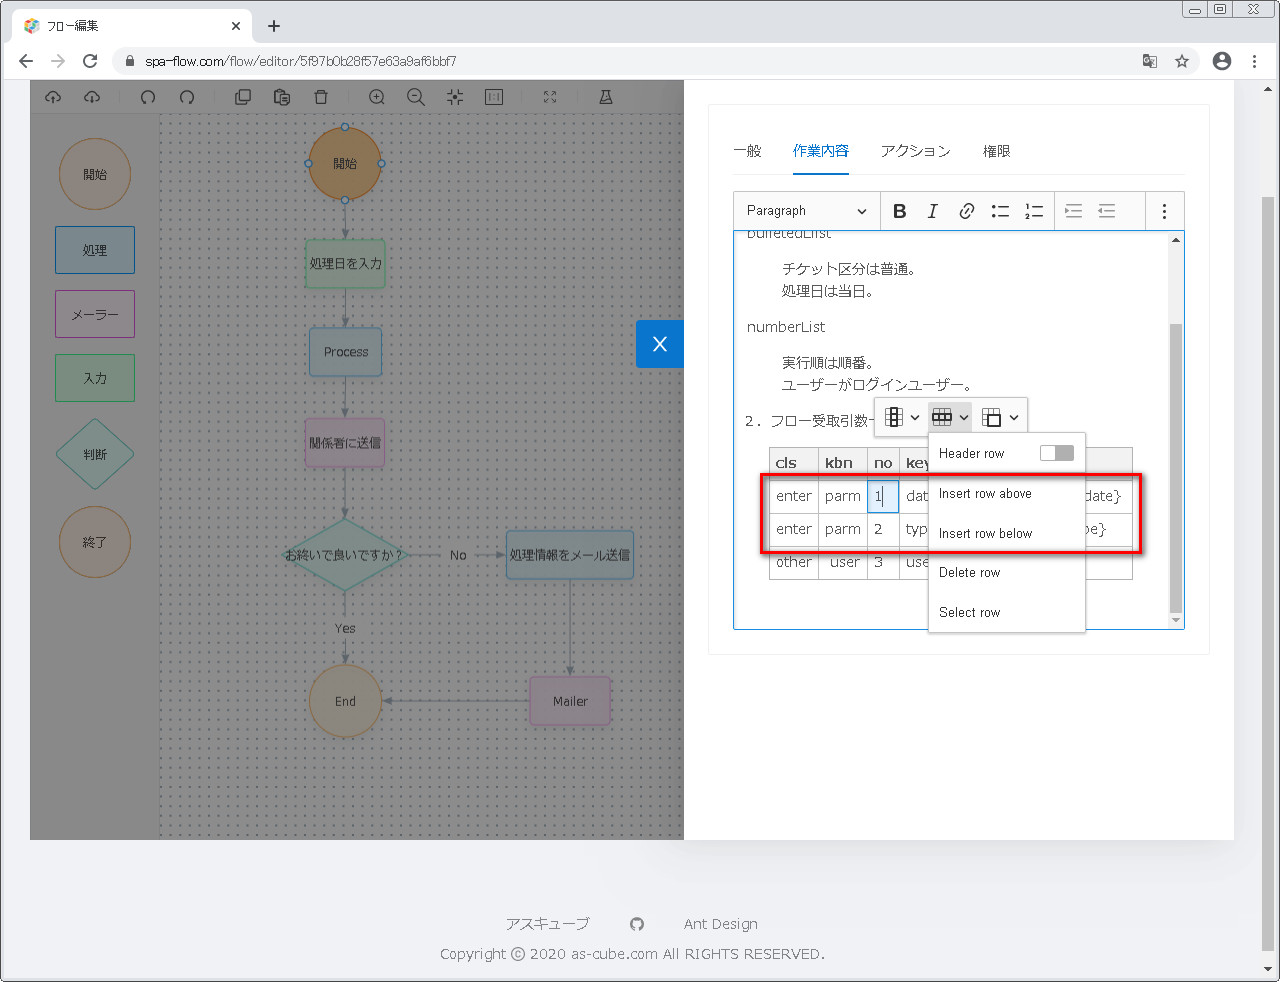 フロー編集
spa-flow.com/flow/editor/5f97b0b28f57e63a9af6bbf7
開始
処理
メーラー
入力
判断
終了
開始
処理日を入力
Process
関係者に送信
お終いで良いですか？
No
処理情報をメール送信
Yes
End
Mailer
一般
作業内容
アクション
権限
Paragraph
チケット区分は普通。
処理日は当日。
numberList
実行順は順番。
ユーザーがログインユーザー。
2. フロー受取引数
Header row
Insert row above
Insert row below
Delete row
Select row
cls kbn no
enter parm 1 date}
enter parm 2
other user 3
アスキューブ
Ant Design
Copyright © 2020 as-cube.com All RIGHTS RESERVED.